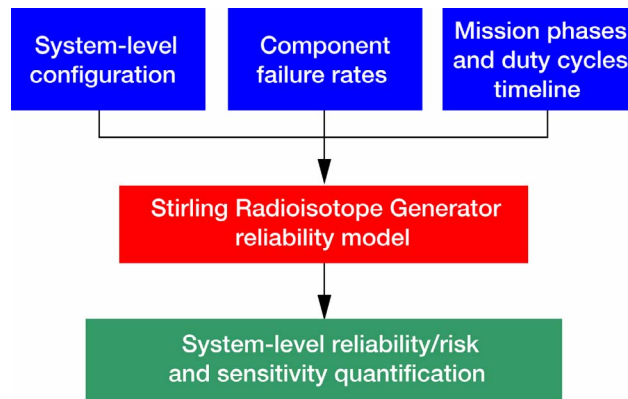 System-level
configuration
Component
failure rates
Mission phases
and duty cycles
timeline
Stirling Radioisotope Generator
reliability model
System-level reliability/risk
and sensitivity quantification